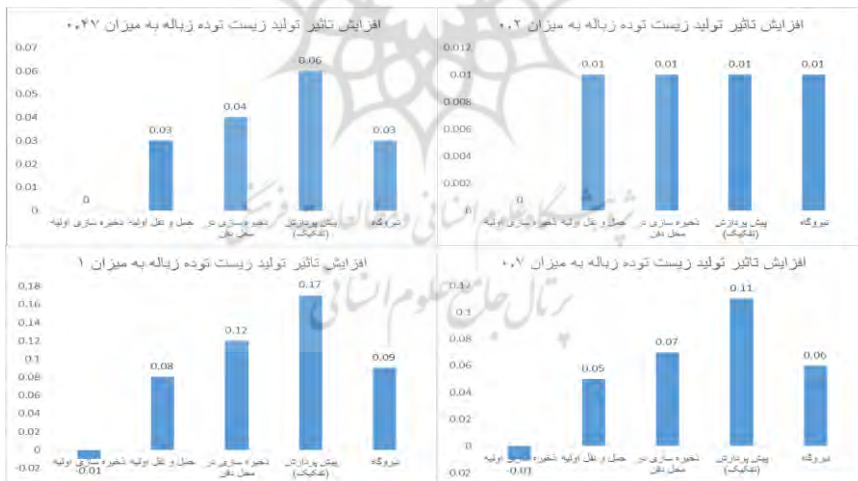 افزایش تاثیر تولید زیست توده زباله به میزان ۰.۴۷
0.07
0.06
0.05
0.04
0.03
0.02
0.01
0
0
0.03
0.04
0.06
0.03
ذخیره سازی اولیه
حمل و نقل اولیه
ذخیره سازی در
محل دفن
پیش پردازش
(تفکیک)
نیروگاه
افزایش تاثیر تولید زیست توده زباله به میزان ۰.۲
0.012
0.01
0.008
0.006
0.004
0.002
0
0
0.01
0.01
0.01
0.01
ذخیره سازی اولیه
حمل و نقل اولیه
ذخیره سازی در
محل دفن
پیش پردازش
(تفکیک)
نیروگاه
پژوهشگاه علوم انسانی و مطالعات فرهنگی
پرتال جامع علوم انسانی
افزایش تاثیر تولید زیست توده زباله به میزان ۱
0.18
0.16
0.14
0.12
0.1
0.08
0.06
0.04
0.02
0
-0.02
-0.01
0.08
0.12
0.17
0.09
ذخیره سازی اولیه
حمل و نقل اولیه
ذخیره سازی در
محل دفن
پیش پردازش
(تفکیک)
نیروگاه
افزایش تاثیر تولید زیست توده زباله به میزان ۰.۷
0.12
0.1
0.08
0.06
0.04
0.02
0
0.02
-0.01
0.05
0.07
0.11
0.06
ذخیره سازی اولیه
حمل و نقل اولیه
ذخیره سازی در
محل دفن
پیش پردازش
(تفکیک)
نیروگاه